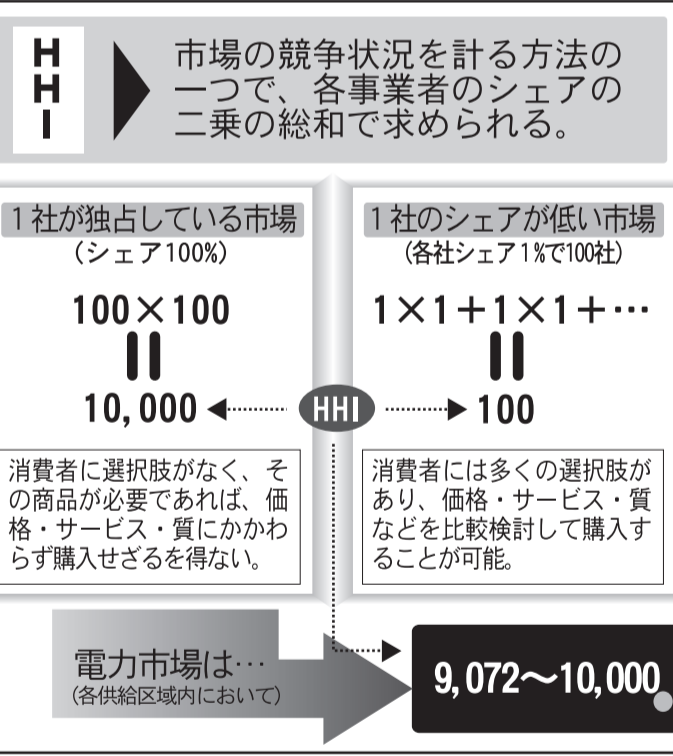 HHI
市場の競争状況を計る方法の
一つで、各事業者のシェアの
二乗の総和で求められる。
1社が独占している市場
(シェア100%)
100×100
||
10,000
消費者に選択肢がなく、そ
の商品が必要であれば、価
格・サービス・質にかかわ
らず購入せざるを得ない。
1社のシェアが低い市場
(各社シェア1%で100社)
1×1+1×1+…
||
100
消費者には多くの選択肢が
あり、価格・サービス・質
などを比較検討して購入す
ることが可能。
HHI
電力市場は…
(各供給区域内において)
9,072〜10,000